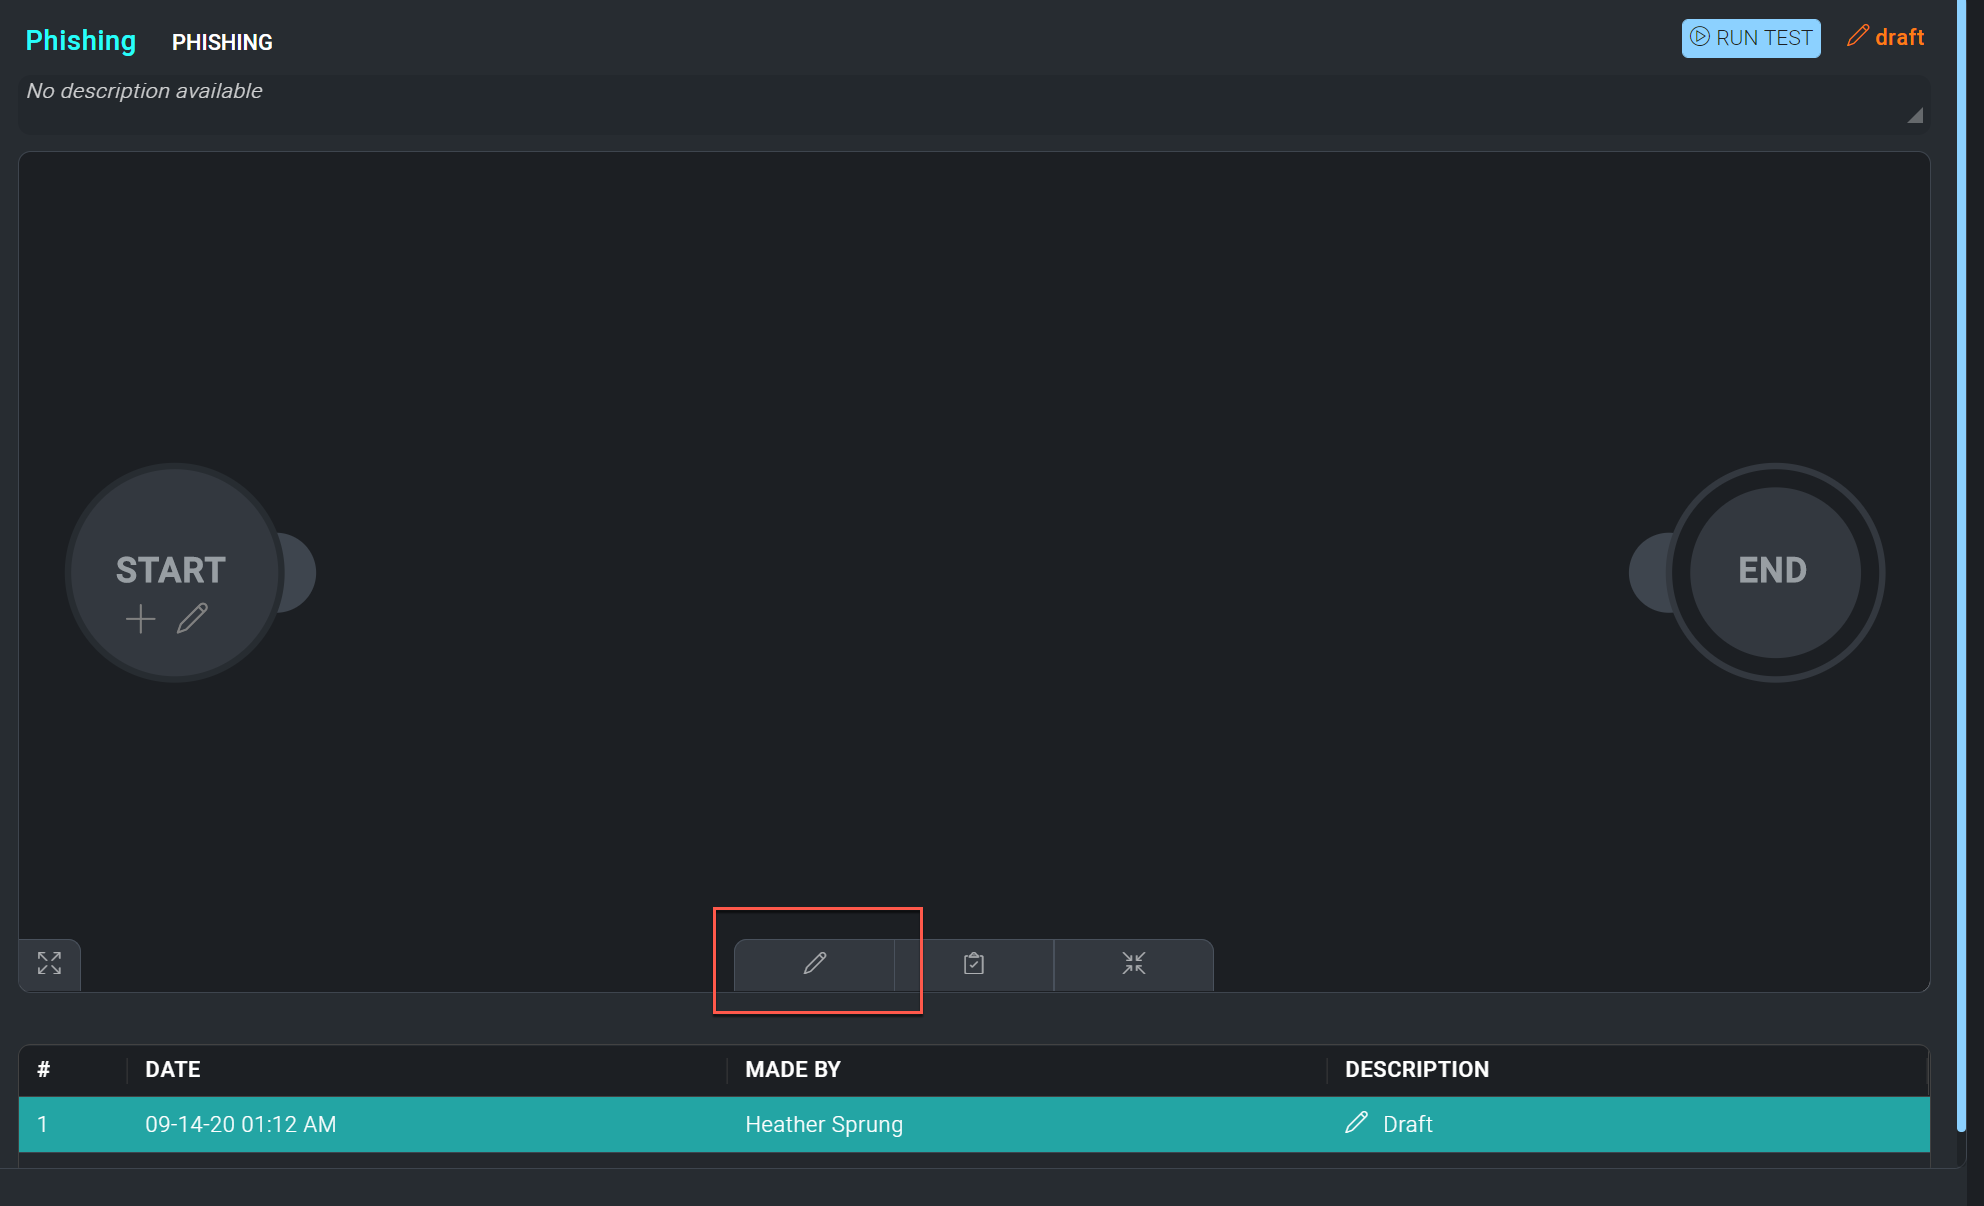 Phishing PHISHING RUN TEST draft
No description available
START
END
# DATE MADE BY DESCRIPTION
1 09-14-20 01:12 AM Heather Sprung Draft